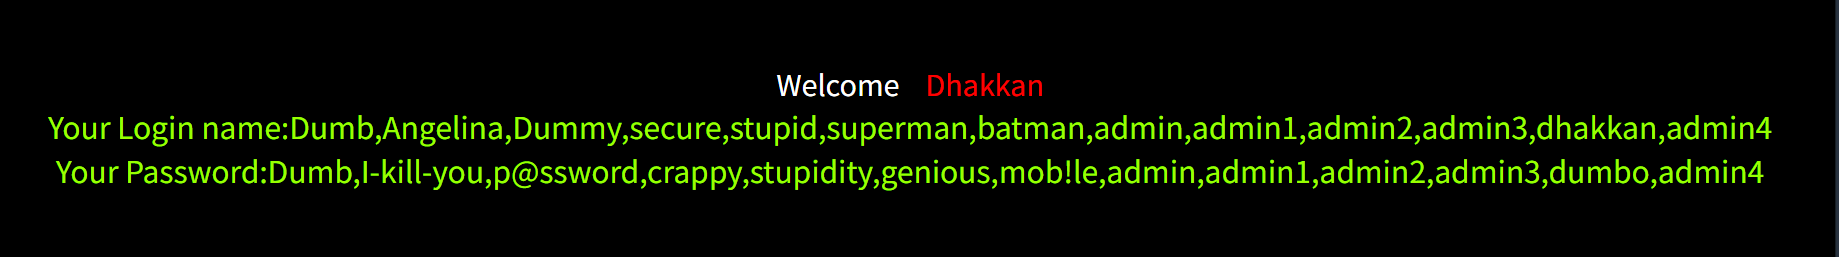 Welcome Dhakkan
Your Login name:Dumb,Angelina,Dummy,secure,stupid,superman,batman,admin,admin1,admin2,admin3,dhakkan,admin4
Your Password:Dumb,I-kill-you,p@ssword,crappy,stupidity,genious,mob!le,admin,admin1,admin2,admin3,dumbo,admin4